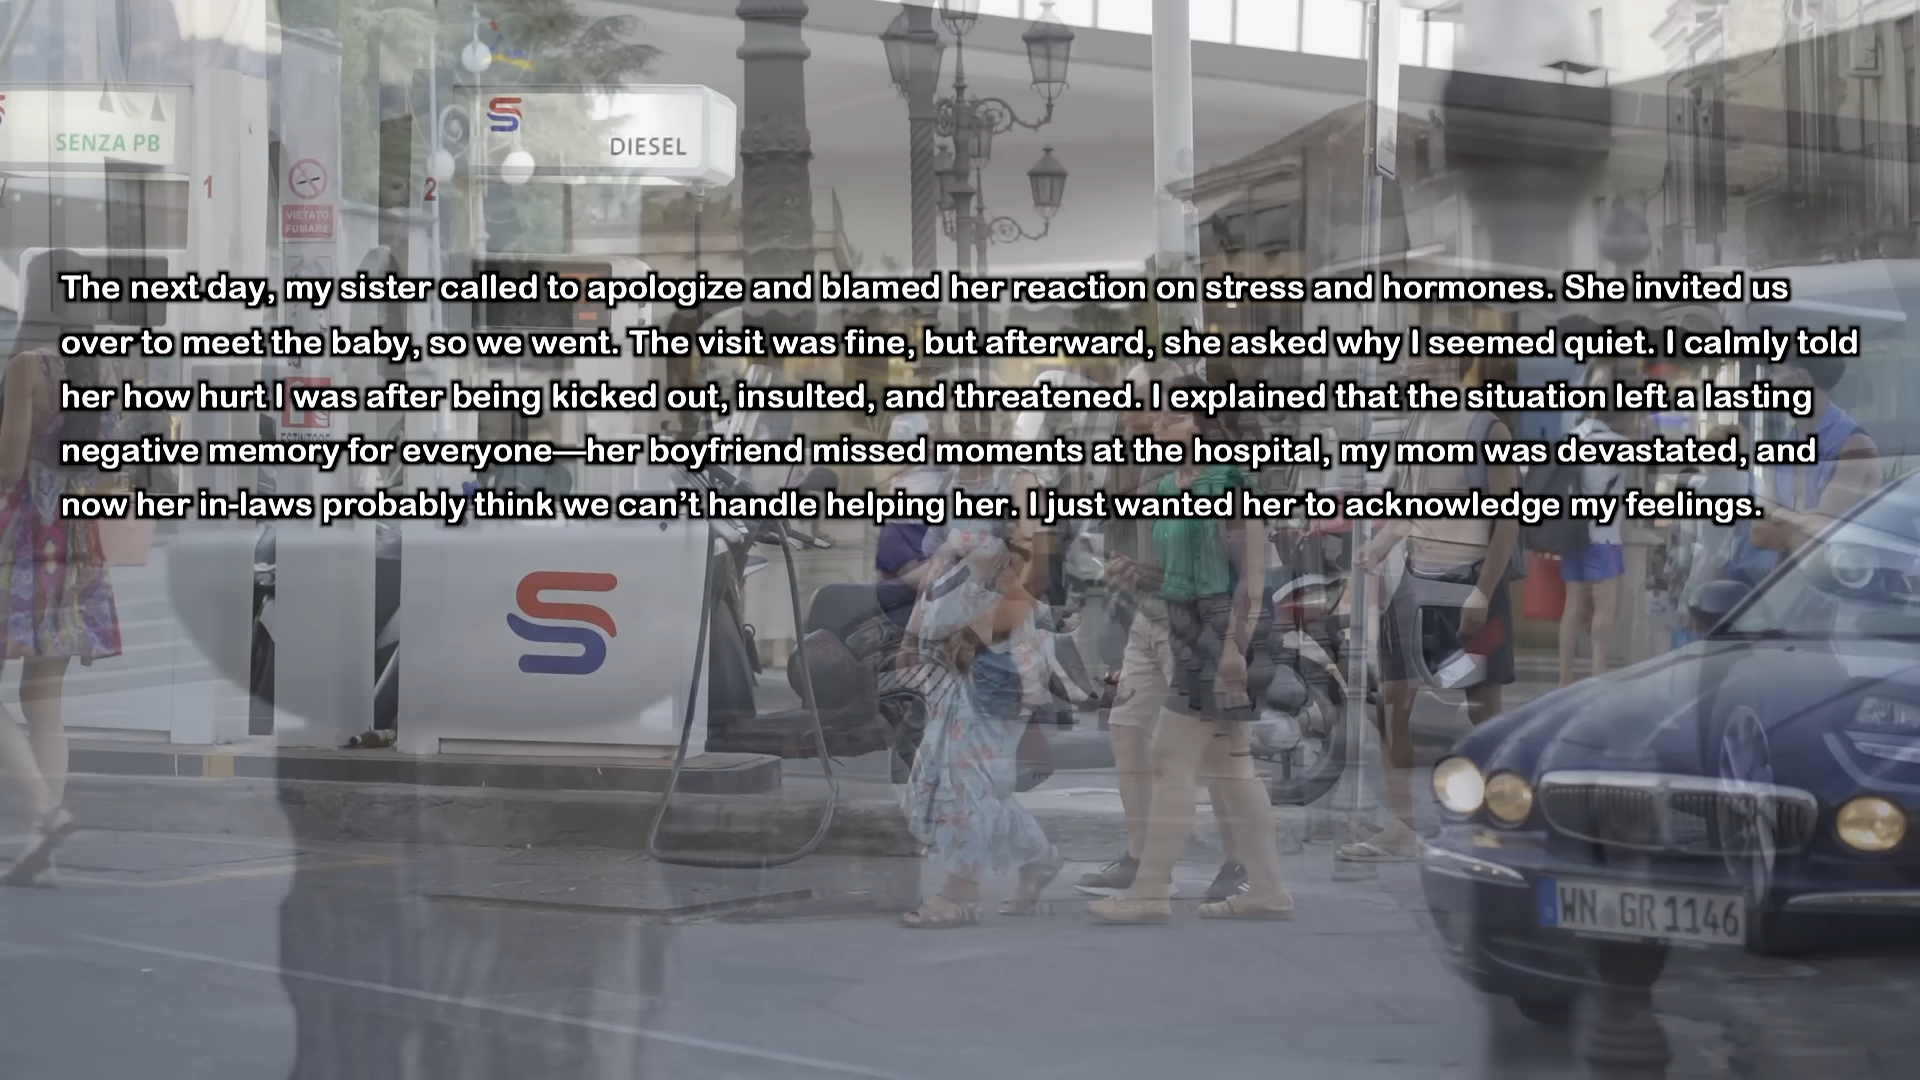 SENZA PB
DIESEL
1
2
VIETATO
FUMARE
The next day, my sister called to apologize and blamed her reaction on stress and hormones. She invited us
over to meet the baby, so we went. The visit was fine, but afterward, she asked why I seemed quiet. I calmly told
her how hurt I was after being kicked out, insulted, and threatened. I explained that the situation left a lasting
negative memory for everyone—her boyfriend missed moments at the hospital, my mom was devastated, and
now her in-laws probably think we can’t handle helping her. I just wanted her to acknowledge my feelings.
ESTINTORE
WN GR 1146